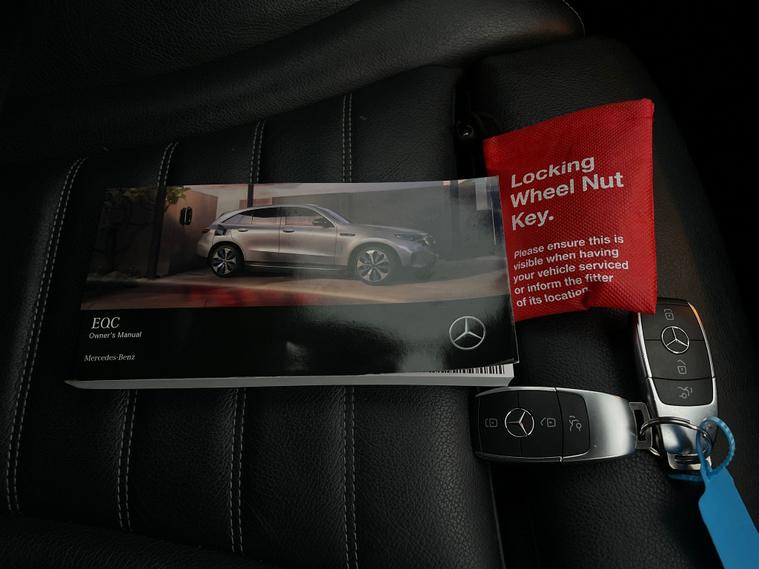 EQC
Owner's Manual
Mercedes-Benz
Locking
Wheel Nut
Key.
Please ensure this is
visible when having
your vehicle serviced
or inform the fitter
of its location